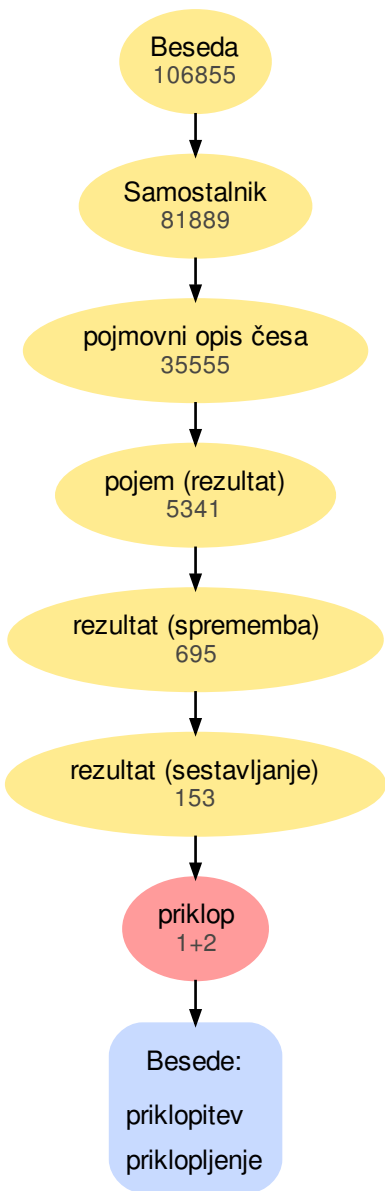 Beseda
106855
Samostalnik
81889
pojmovni opis česa
35555
pojem (rezultat)
5341
rezultat (sprememba)
695
rezultat (sestavljanje)
153
priklop
1+2
Besede:
priklopitev
priklopljenje